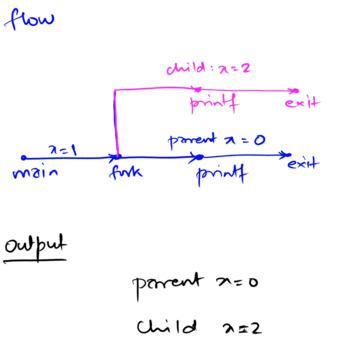 flow
child: x=2
printf
exit
x=1
parent x=0
main
fork
printf
exit
output
parent x=0
child x=2